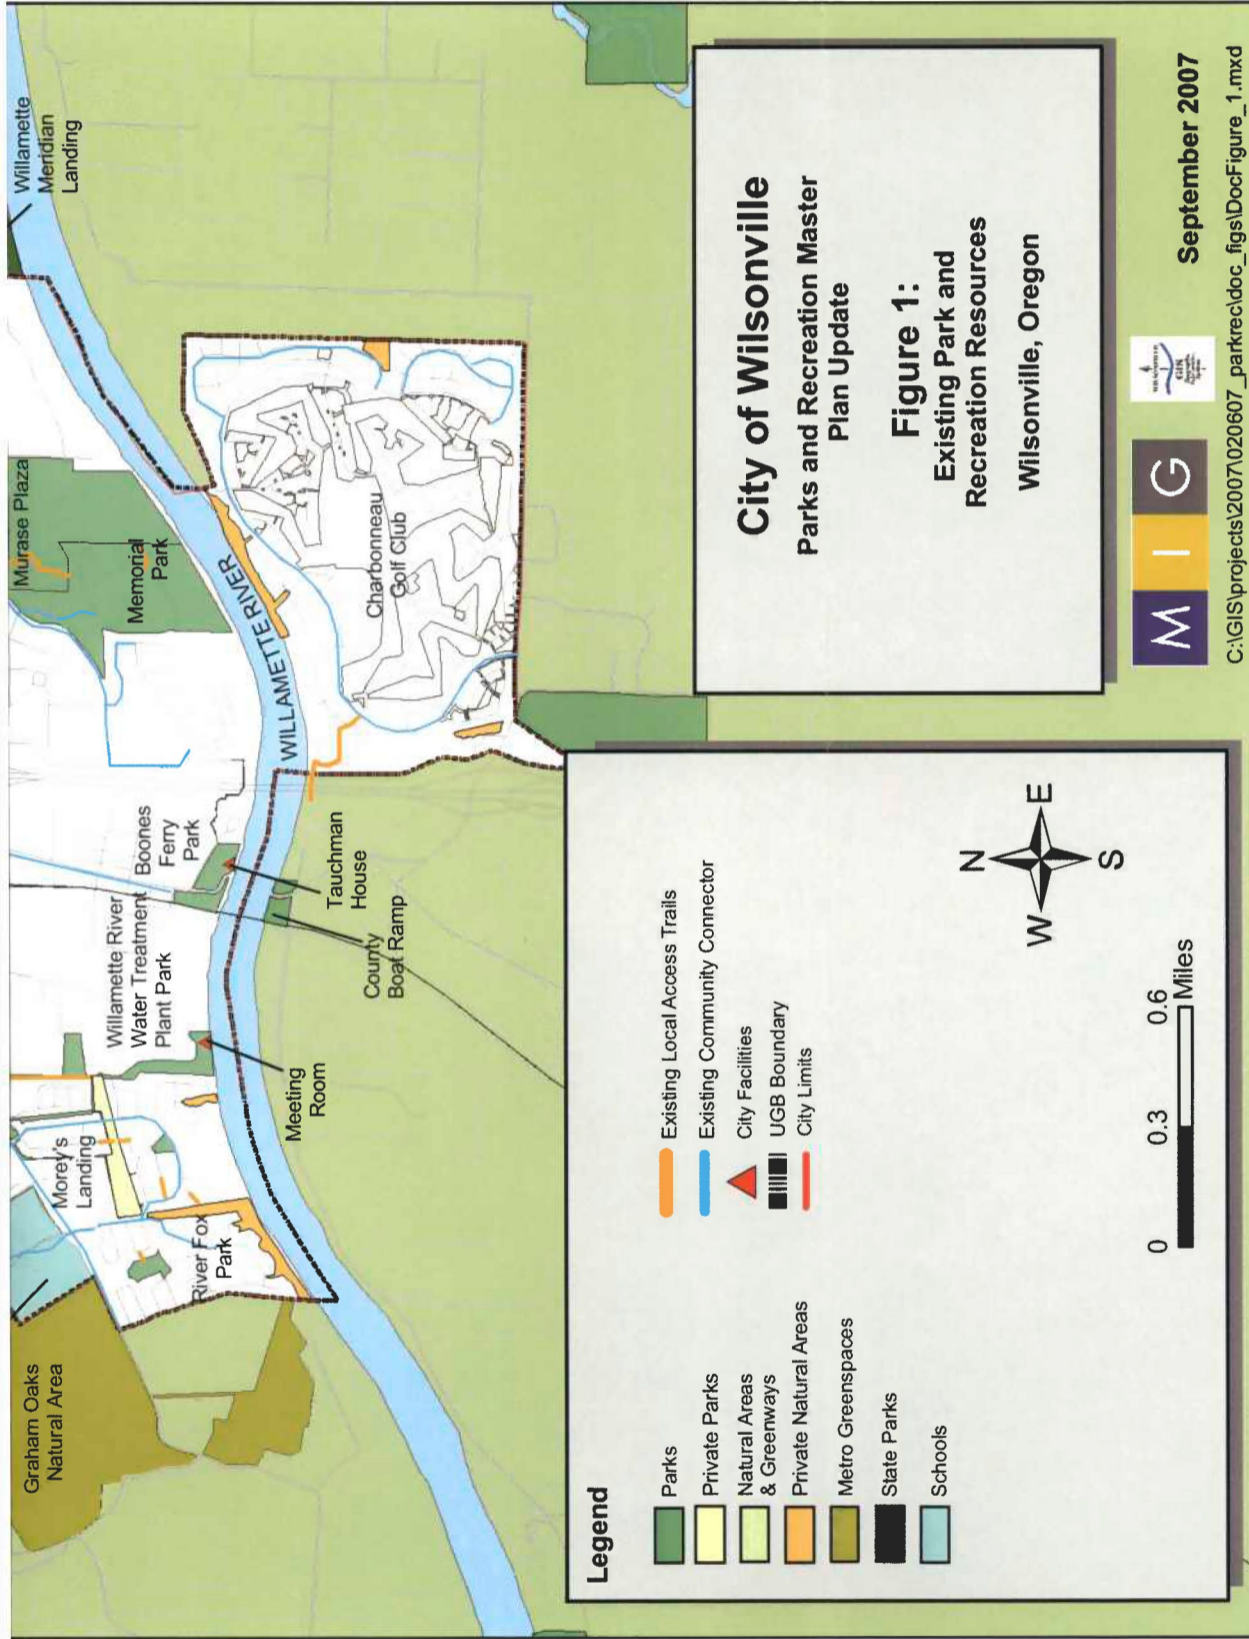 Graham Oaks
Natural Area
Morey's
Landing
River Fox
Park
Meeting
Room
Willamette River
Water Treatment
Plant Park
Boones
Ferry
Park
Tauchman
House
County
Boat Ramp
Murase Plaza
Memorial
Park
WILLAMETTE RIVER
Charbonneau
Golf Club
Willamette
Meridian
Landing
Legend
Parks
Private Parks
Natural Areas
& Greenways
Private Natural Areas
Metro Greenspaces
State Parks
Schools
Existing Local Access Trails
Existing Community Connector
City Facilities
UGB Boundary
City Limits
0 0.3 0.6
Miles
N
W E
S
City of Wilsonville
Parks and Recreation Master
Plan Update
Figure 1:
Existing Park and
Recreation Resources
Wilsonville, Oregon
M I G
GIS
September 2007
C:\GIS\projects\2007\020607_parkrec\doc_figs\DocFigure_1.mxd